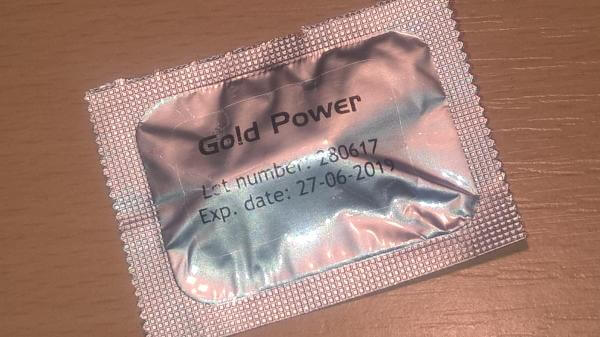 Gold Power
Lot number: 280617
Exp. date: 27-06-2019